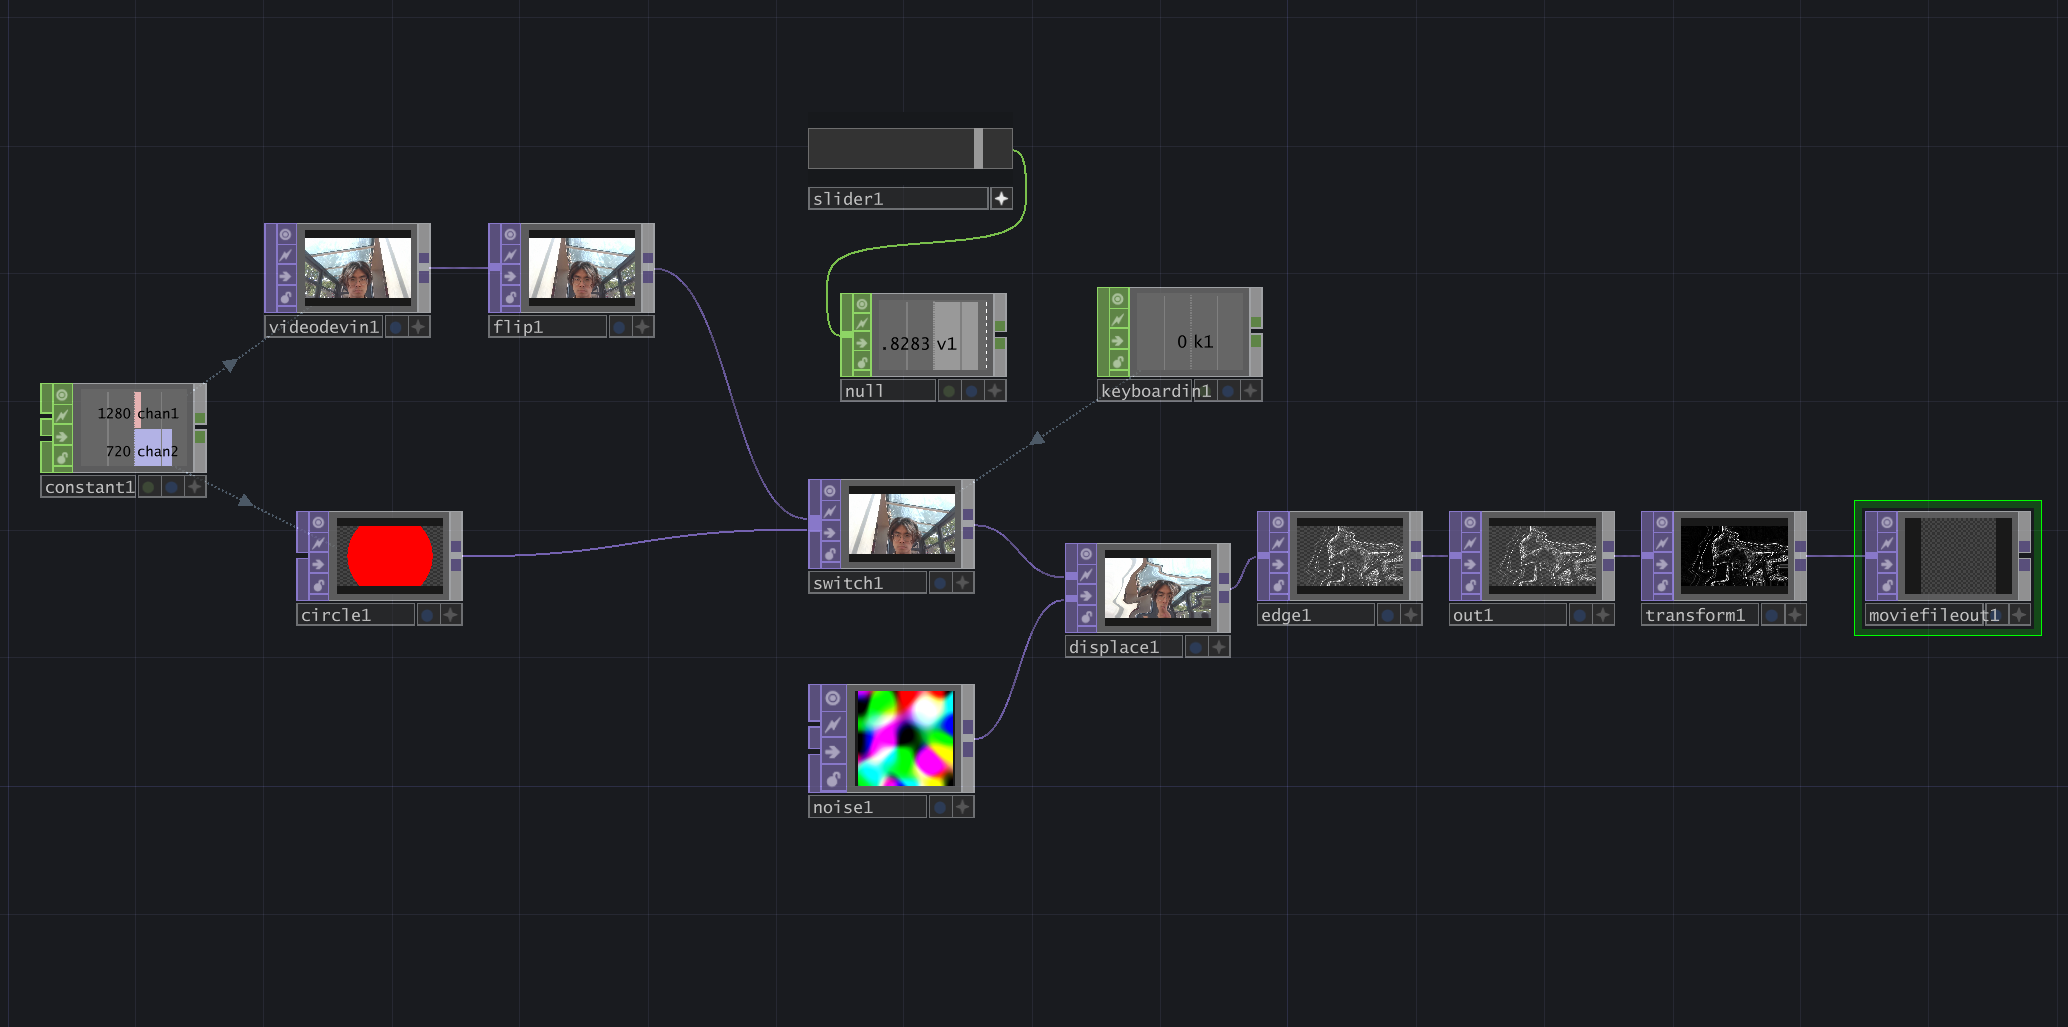 slider1
videodevin1
flip1
.8283 v1
0 k1
null
keyboardin1
1280 chan1
720 chan2
constant1
circle1
switch1
displace1
edge1
out1
transform1
moviefileout1
noise1